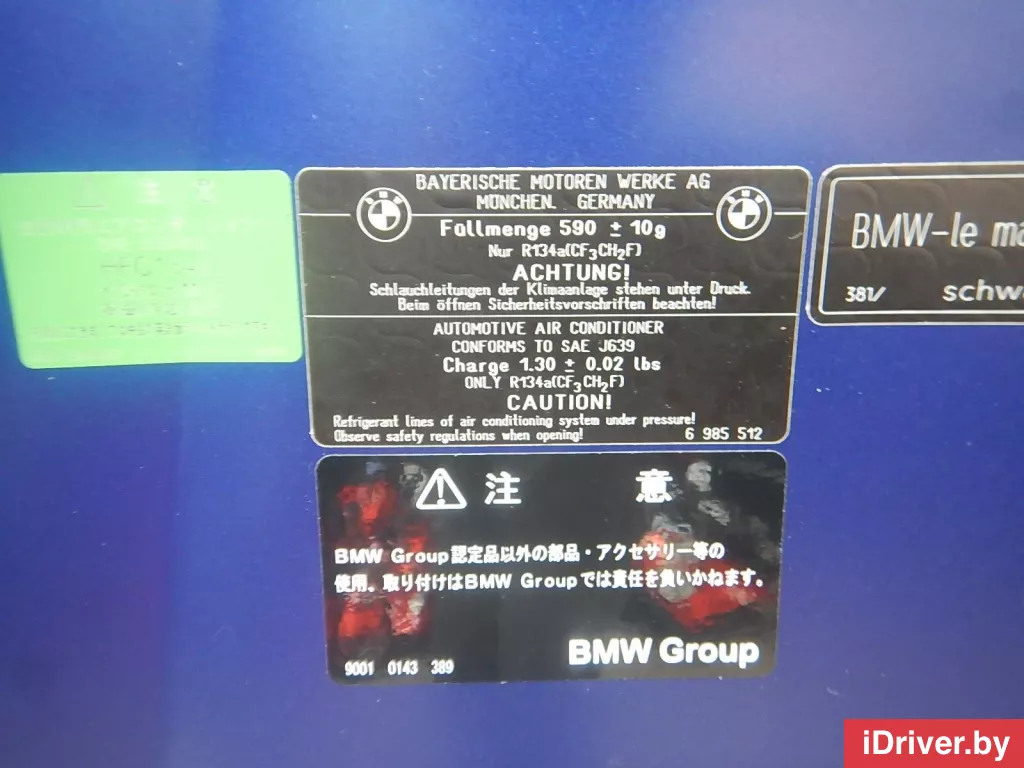 BAYERISCHE MOTOREN WERKE AG
MÜNCHEN. GERMANY
Füllmenge 590 ± 10g
Nur R134a(CF₃CH₂F)
ACHTUNG!
Schlauchleitungen der Klimaanlage stehen unter Druck.
Beim öffnen Sicherheitsvorschriften beachten!
AUTOMOTIVE AIR CONDITIONER
CONFORMS TO SAE J639
Charge 1.30 ± 0.02 lbs
ONLY R134a(CF₃CH₂F)
CAUTION!
Refrigerant lines of air conditioning system under pressure!
Observe safety regulations when opening!
6 985 512
BMW-le ma
381/ schwa
注 意
BMW Group認定品以外の部品・アクセサリー等の
使用。取り付けはBMW Groupでは責任を負いかねます。
BMW Group
9001 0143 389
iDriver.by